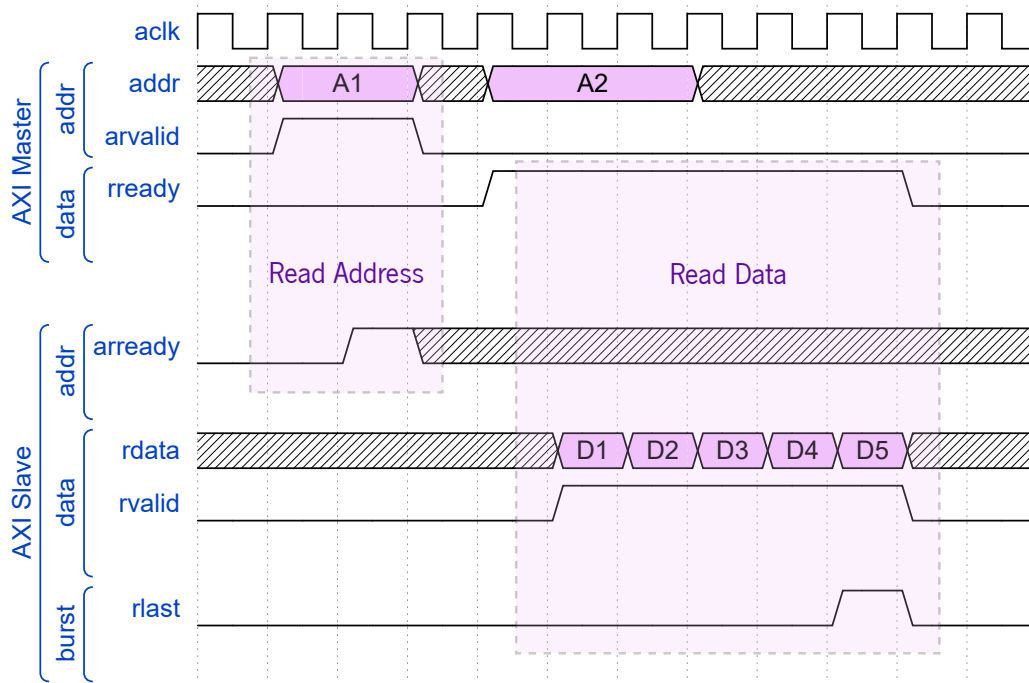 aclk
AXI Master
addr
addr
A1
A2
arvalid
data
rready
Read Address
Read Data
AXI Slave
addr
arready
data
rdata
D1
D2
D3
D4
D5
rvalid
burst
rlast